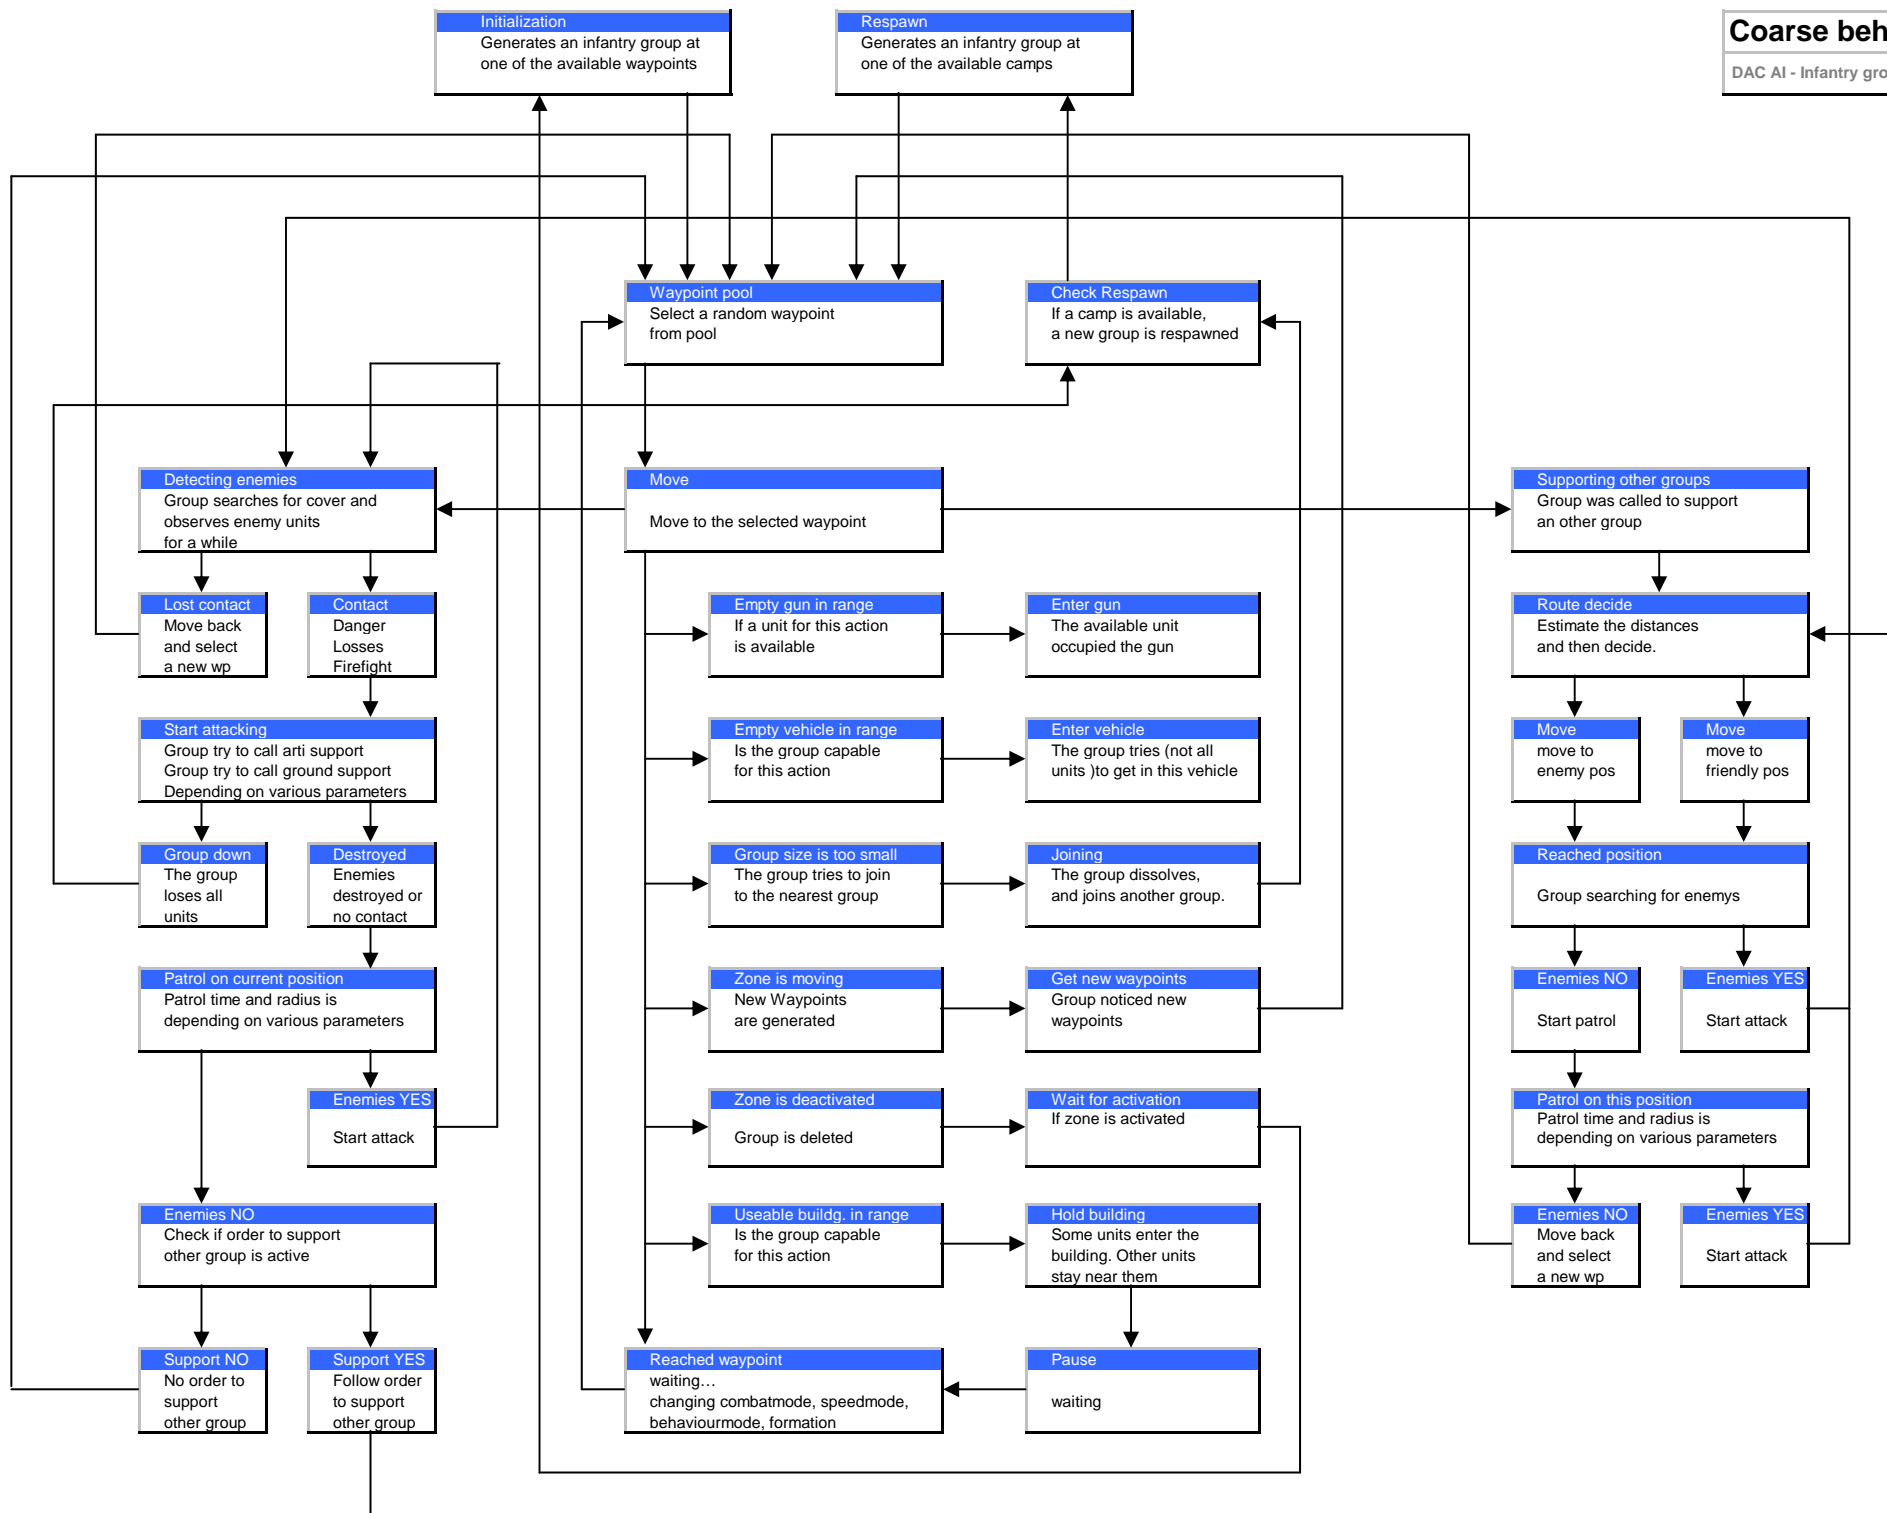 Initialization
Generates an infantry group at
one of the available waypoints
Respawn
Generates an infantry group at
one of the available camps
Coarse beh
DAC AI - Infantry gro
Waypoint pool
Select a random waypoint
from pool
Check Respawn
If a camp is available,
a new group is respawned
Detecting enemies
Group searches for cover and
observes enemy units
for a while
Move
Move to the selected waypoint
Supporting other groups
Group was called to support
an other group
Lost contact
Move back
and select
a new wp
Contact
Danger
Losses
Firefight
Empty gun in range
If a unit for this action
is available
Enter gun
The available unit
occupied the gun
Route decide
Estimate the distances
and then decide.
Start attacking
Group try to call arti support
Group try to call ground support
Depending on various parameters
Empty vehicle in range
Is the group capable
for this action
Enter vehicle
The group tries (not all
units )to get in this vehicle
Move
move to
enemy pos
Move
move to
friendly pos
Group down
The group
loses all
units
Destroyed
Enemies
destroyed or
no contact
Group size is too small
The group tries to join
to the nearest group
Joining
The group dissolves,
and joins another group.
Reached position
Group searching for enemys
Patrol on current position
Patrol time and radius is
depending on various parameters
Zone is moving
New Waypoints
are generated
Get new waypoints
Group noticed new
waypoints
Enemies NO
Start patrol
Enemies YES
Start attack
Enemies YES
Start attack
Zone is deactivated
Group is deleted
Wait for activation
If zone is activated
Patrol on this position
Patrol time and radius is
depending on various parameters
Enemies NO
Check if order to support
other group is active
Useable buildg. in range
Is the group capable
for this action
Hold building
Some units enter the
building. Other units
stay near them
Enemies NO
Move back
and select
a new wp
Enemies YES
Start attack
Support NO
No order to
support
other group
Support YES
Follow order
to support
other group
Reached waypoint
waiting…
changing combatmode, speedmode,
behaviourmode, formation
Pause
waiting